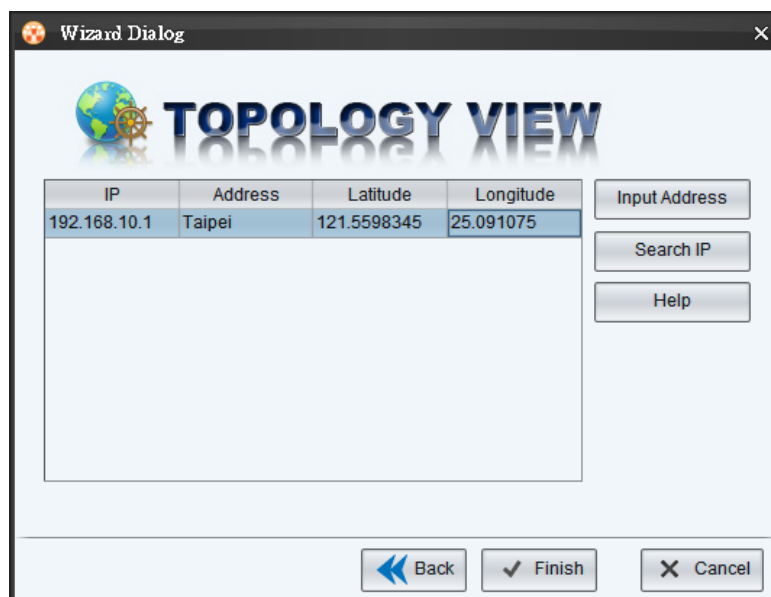 Wizard Dialog
TOPOLOGY VIEW
IP Address Latitude Longitude
192.168.10.1 Taipei 121.5598345 25.091075
Input Address
Search IP
Help
Back Finish Cancel